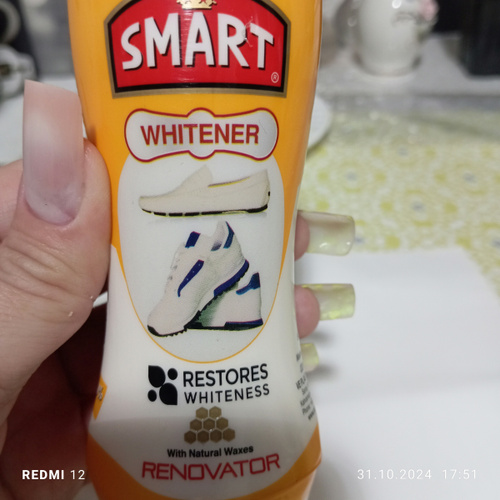 SMART
®
WHITENER
RESTORES
WHITENESS
With Natural Waxes
RENOVATOR
REDMI 12
31.10.2024 17:51